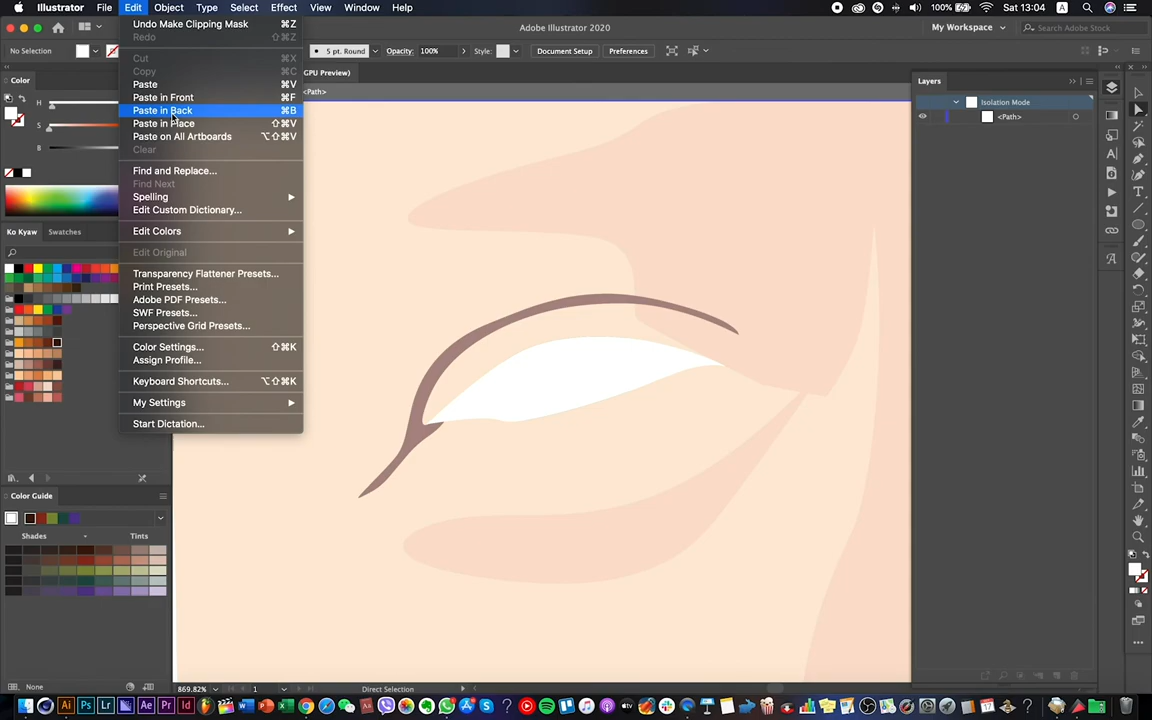 Illustrator File Edit Object Type Select Effect View Window Help
100% Sat 13:04
Adobe Illustrator 2020
My Workspace
Search Adobe Stock
No Selection
5 pt. Round
Opacity: 100%
Style:
Document Setup
Preferences
GPU Preview)
<Path>
Undo Make Clipping Mask ⌘Z
Redo ⇧⌘Z
Cut ⌘X
Copy ⌘C
Paste ⌘V
Paste in Front ⌘F
Paste in Back ⌘B
Paste in Place ⇧⌘V
Paste on All Artboards ⌥⇧⌘V
Clear
Find and Replace...
Find Next
Spelling
Edit Custom Dictionary...
Edit Colors
Edit Original
Transparency Flattener Presets...
Print Presets...
Adobe PDF Presets...
SWF Presets...
Perspective Grid Presets...
Color Settings... ⇧⌘K
Assign Profile...
Keyboard Shortcuts... ⌥⇧⌘K
My Settings
Start Dictation...
Color
H
S
B
Ko Kyaw
Swatches
Color Guide
Shades
Tints
None
Layers
Isolation Mode
<Path>
869.82%
1
Direct Selection